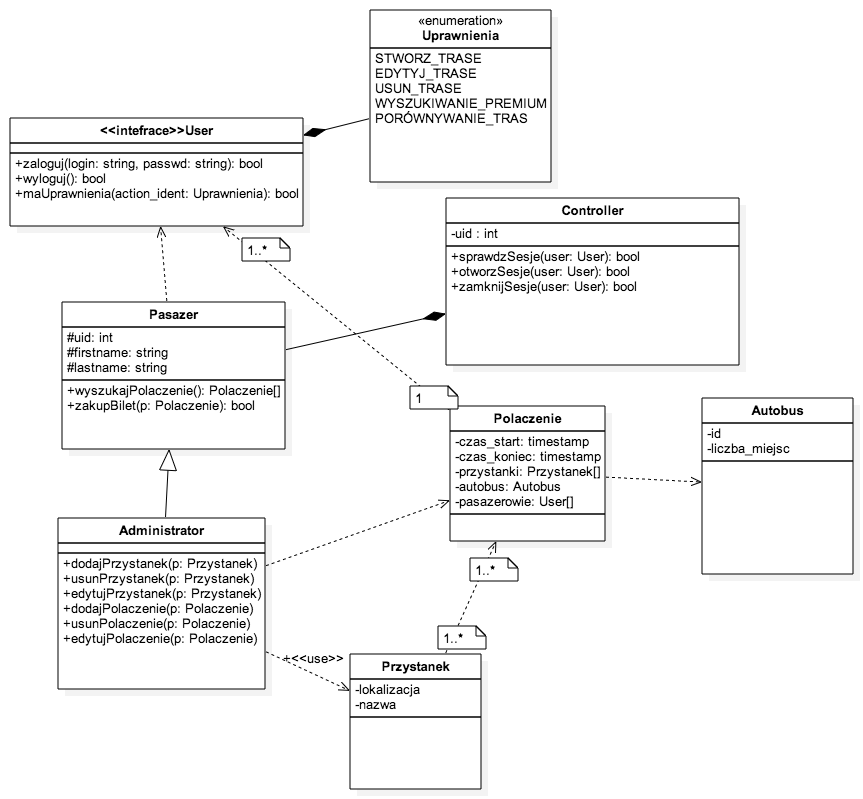 «enumeration»
Uprawnienia
STWORZ_TRASE
EDYTYJ_TRASE
USUN_TRASE
WYSZUKIWANIE_PREMIUM
PORÓWNYWANIE_TRAS
<<intefrace>>User
+zaloguj(login: string, passwd: string): bool
+wyloguj(): bool
+maUprawnienia(action_ident: Uprawnienia): bool
1..*
Controller
-uid : int
+sprawdzSesje(user: User): bool
+otworzSesje(user: User): bool
+zamknijSesje(user: User): bool
Pasazer
#uid: int
#firstname: string
#lastname: string
+wyszukajPolaczenie(): Polaczenie[]
+zakupBilet(p: Polaczenie): bool
1
Polaczenie
-czas_start: timestamp
-czas_koniec: timestamp
-przystanki: Przystanek[]
-autobus: Autobus
-pasazerowie: User[]
Autobus
-id
-liczba_miejsc
Administrator
+dodajPrzystanek(p: Przystanek)
+usunPrzystanek(p: Przystanek)
+edytujPrzystanek(p: Przystanek)
+dodajPolaczenie(p: Polaczenie)
+usunPolaczenie(p: Polaczenie)
+edytujPolaczenie(p: Polaczenie)
1..*
1..*
+<<use>>
Przystanek
-lokalizacja
-nazwa